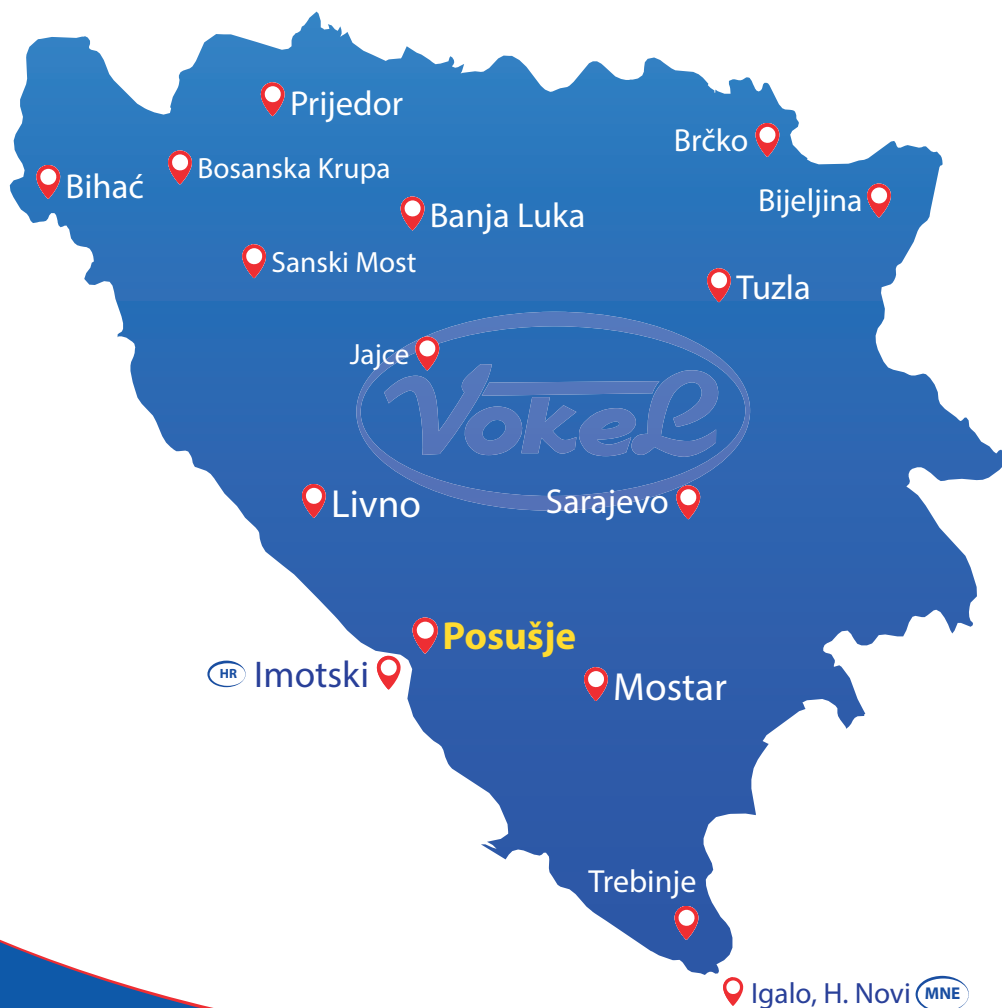 Prijedor
Brčko
Bosanska Krupa
Bihać
Bijeljina
Banja Luka
Sanski Most
Tuzla
Jajce
VokeL
Livno
Sarajevo
Posušje
HR Imotski
Mostar
Trebinje
Igalo, H. Novi MNE